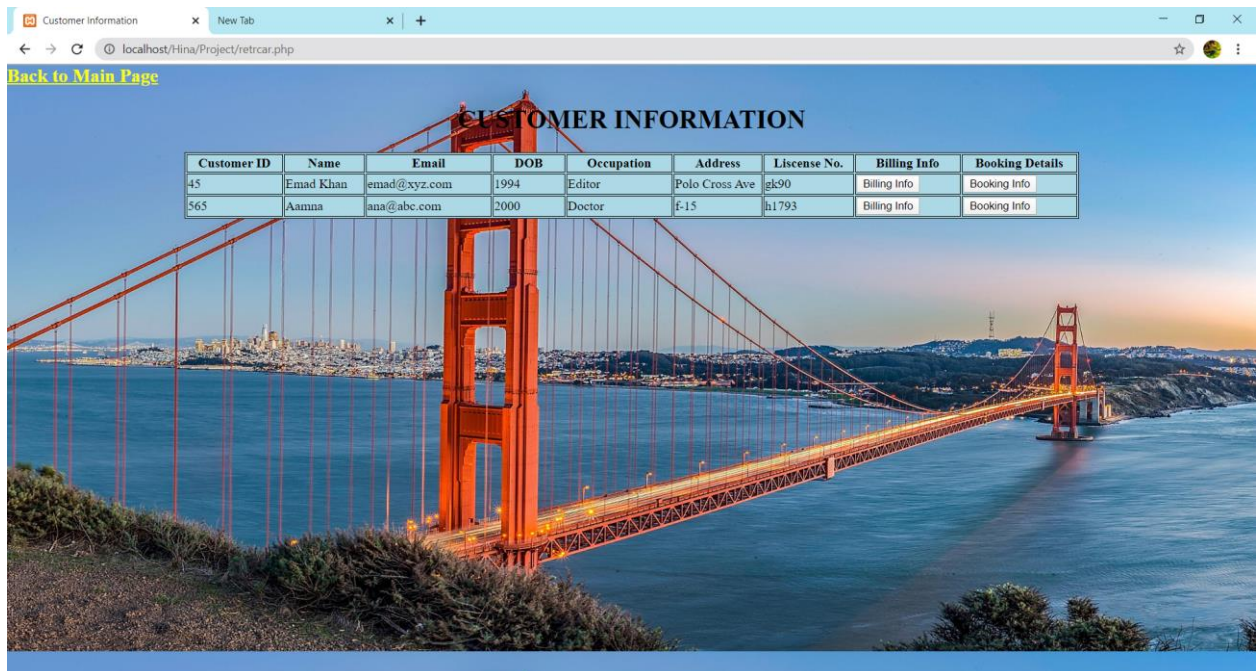 Customer Information
New Tab
localhost/Hina/Project/retrcar.php
Back to Main Page
CUSTOMER INFORMATION
Customer ID Name Email DOB Occupation Address Liscense No. Billing Info Booking Details
45 Emad Khan emad@xyz.com 1994 Editor Polo Cross Ave gk90 Billing Info Booking Info
565 Aamna ana@abc.com 2000 Doctor f-15 h1793 Billing Info Booking Info